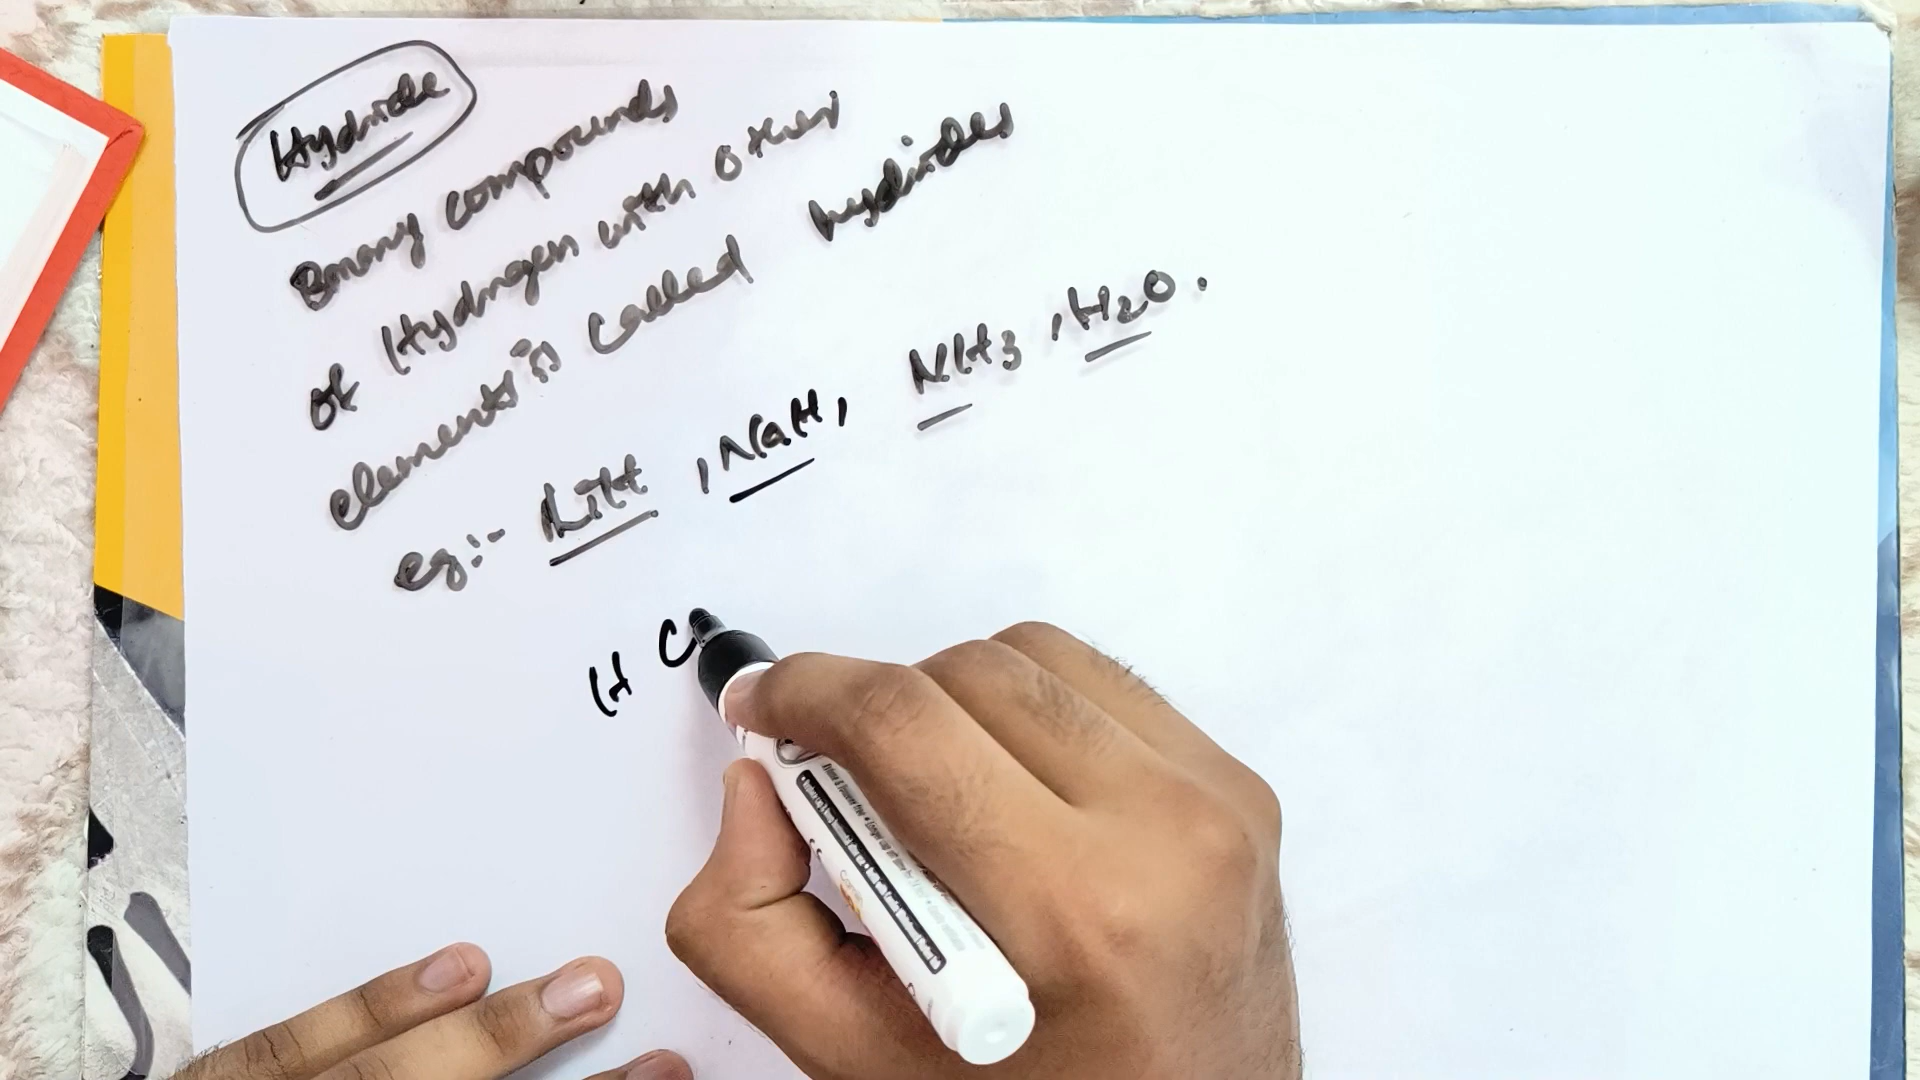 Hydride
Binary compounds
of Hydrogen with other
elements is called hydrides
eg:- LiH, NaH, NH3, H2O.
H C